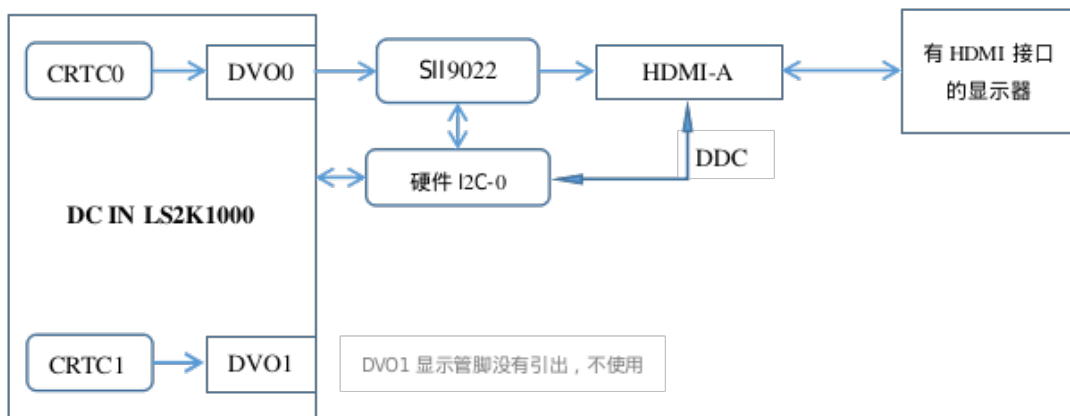 CRTC0
DVO0
SII9022
HDMI-A
有 HDMI 接口
的显示器
DDC
硬件 I2C-0
DC IN LS2K1000
CRTC1
DVO1
DVO1 显示管脚没有引出，不使用